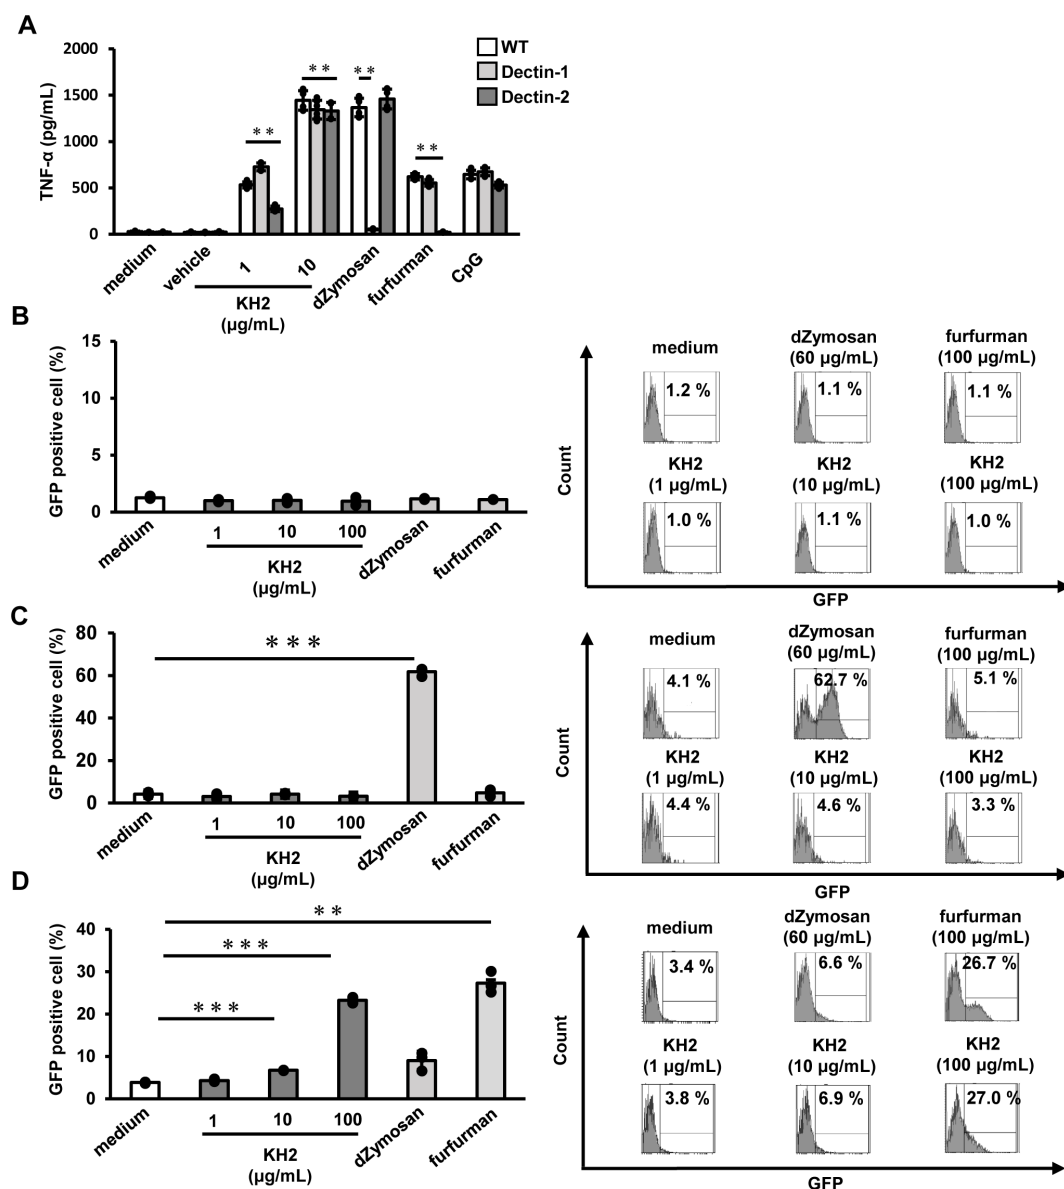 A
2000
1500
1000
500
0
TNF-α (pg/mL)
WT
Dectin-1
Dectin-2
**
**
**
**
medium
vehicle
1
10
KH2
(µg/mL)
dZymosan
furfurman
CpG
B
15
10
5
0
GFP positive cell (%)
medium
1
10
100
KH2
(µg/mL)
dZymosan
furfurman
medium
1.2 %
dZymosan
(60 µg/mL)
1.1 %
furfurman
(100 µg/mL)
1.1 %
KH2
(1 µg/mL)
1.0 %
KH2
(10 µg/mL)
1.1 %
KH2
(100 µg/mL)
1.0 %
Count
GFP
C
80
60
40
20
0
GFP positive cell (%)
***
medium
1
10
100
KH2
(µg/mL)
dZymosan
furfurman
medium
4.1 %
dZymosan
(60 µg/mL)
62.7 %
furfurman
(100 µg/mL)
5.1 %
KH2
(1 µg/mL)
4.4 %
KH2
(10 µg/mL)
4.6 %
KH2
(100 µg/mL)
3.3 %
Count
GFP
D
40
30
20
10
0
GFP positive cell (%)
**
***
***
medium
1
10
100
KH2
(µg/mL)
dZymosan
furfurman
medium
3.4 %
dZymosan
(60 µg/mL)
6.6 %
furfurman
(100 µg/mL)
26.7 %
KH2
(1 µg/mL)
3.8 %
KH2
(10 µg/mL)
6.9 %
KH2
(100 µg/mL)
27.0 %
Count
GFP